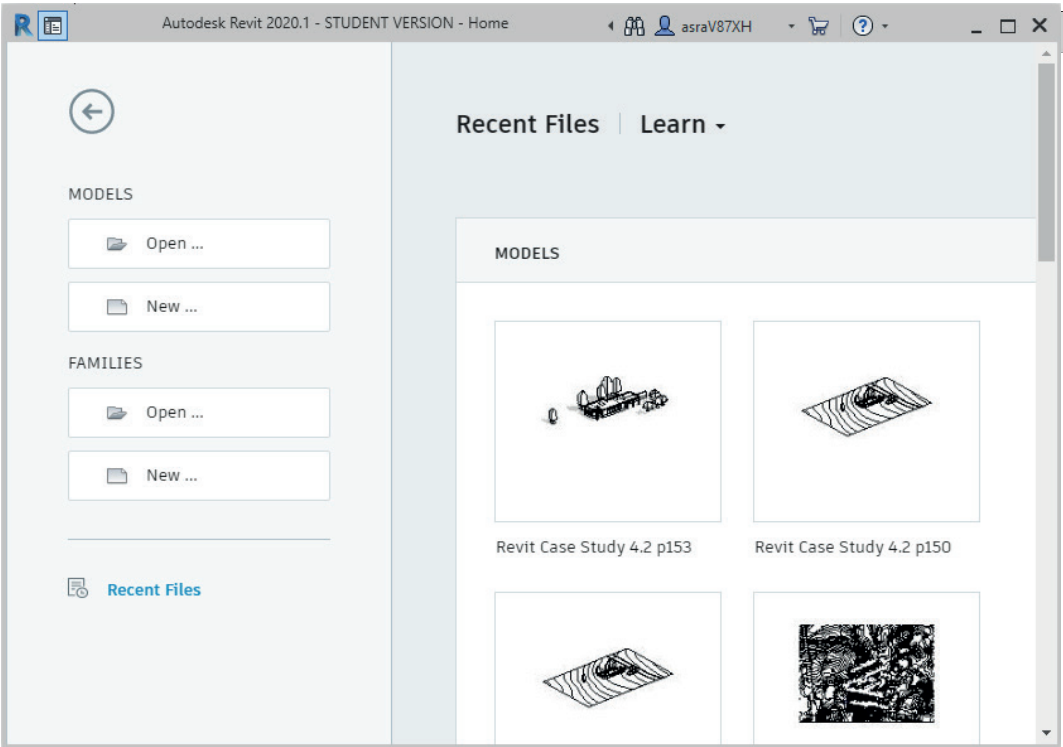 R Autodesk Revit 2020.1 - STUDENT VERSION - Home asraV87XH ?
Recent Files Learn
MODELS
Open ...
New ...
FAMILIES
Open ...
New ...
Recent Files
MODELS
Revit Case Study 4.2 p153 Revit Case Study 4.2 p150